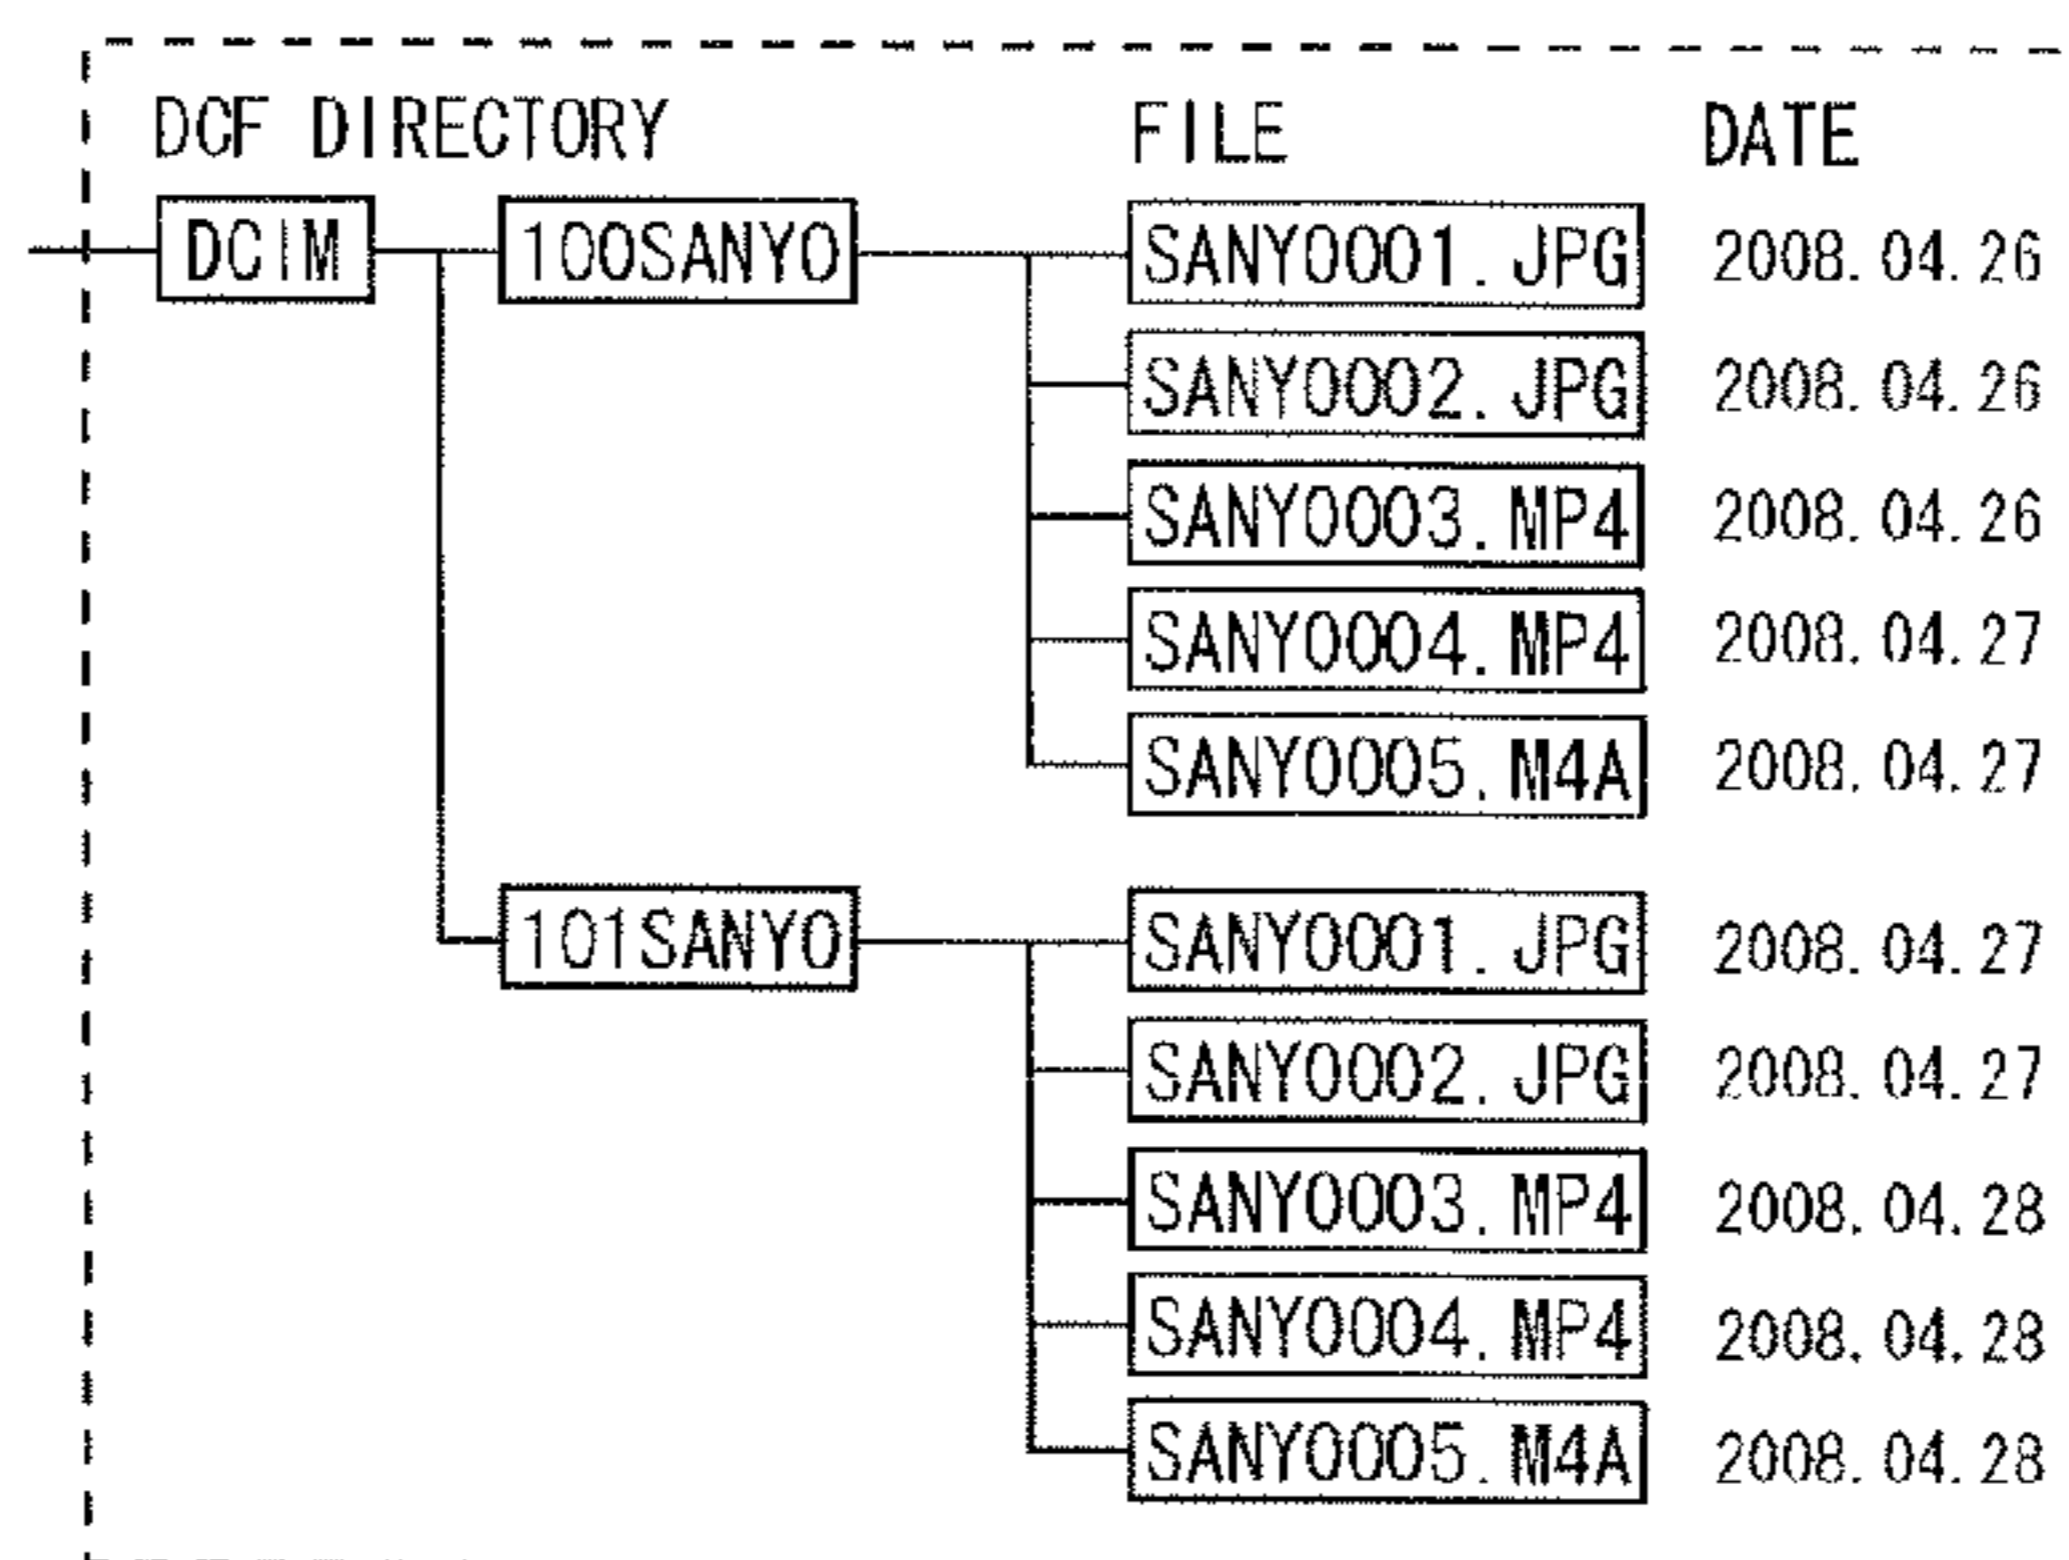 DCF DIRECTORY FILE DATE
DCIM 100SANYO SANY0001.JPG 2008.04.26
SANY0002.JPG 2008.04.26
SANY0003.MP4 2008.04.26
SANY0004.MP4 2008.04.27
SANY0005.M4A 2008.04.27
101SANYO SANY0001.JPG 2008.04.27
SANY0002.JPG 2008.04.27
SANY0003.MP4 2008.04.28
SANY0004.MP4 2008.04.28
SANY0005.M4A 2008.04.28